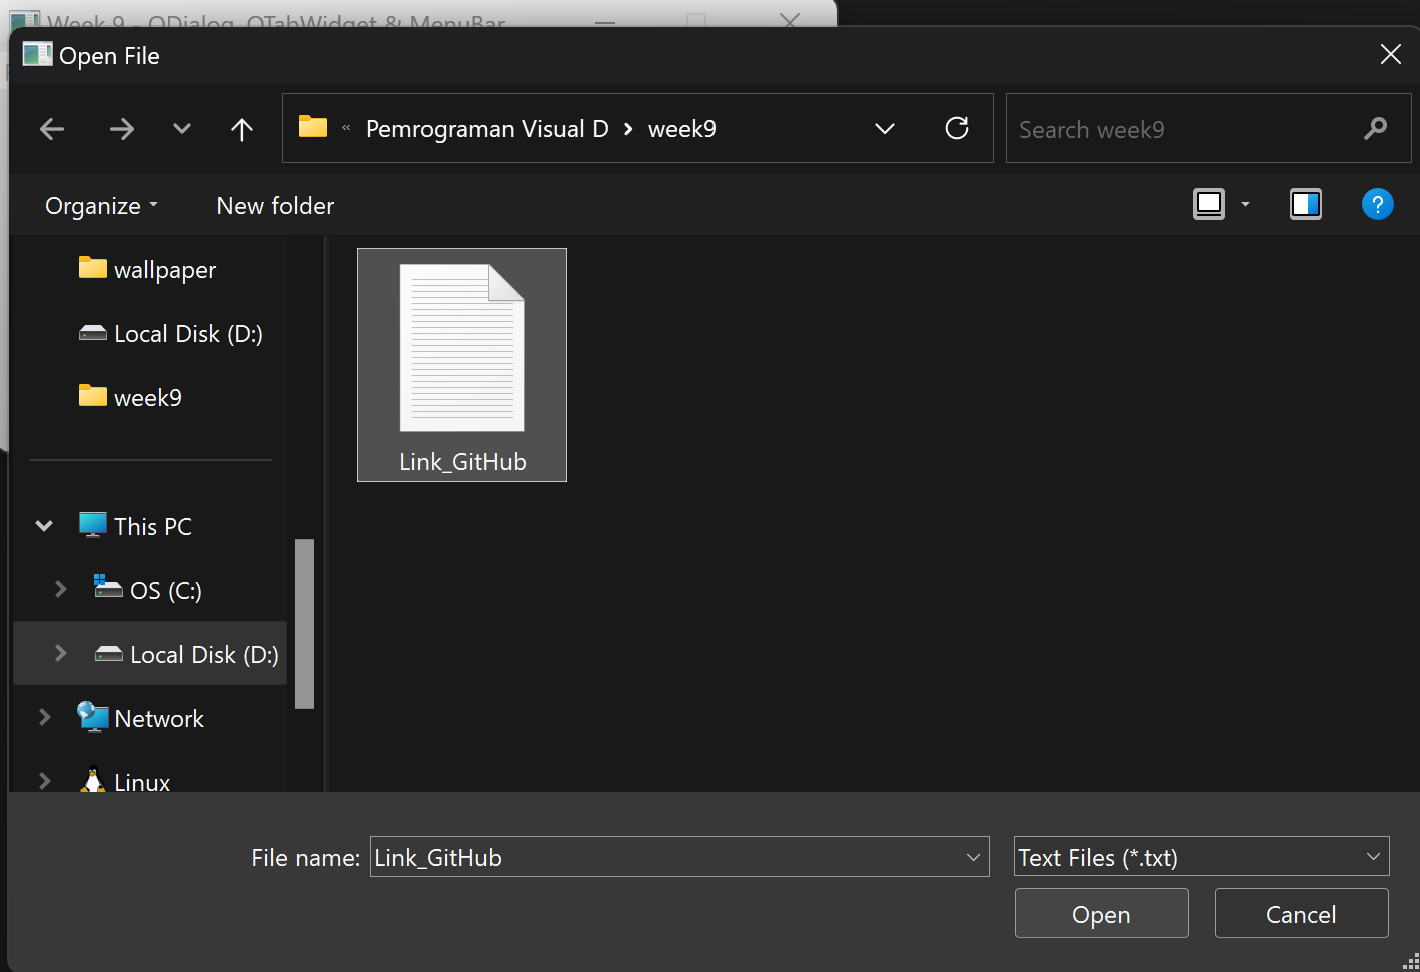 Week 9 - QDialog, QTabWidget & MenuBar
Open File
« Pemrograman Visual D > week9
Search week9
Organize
New folder
?
wallpaper
Local Disk (D:)
week9
This PC
OS (C:)
Local Disk (D:)
Network
Linux
Link_GitHub
File name: Link_GitHub
Text Files (*.txt)
Open
Cancel